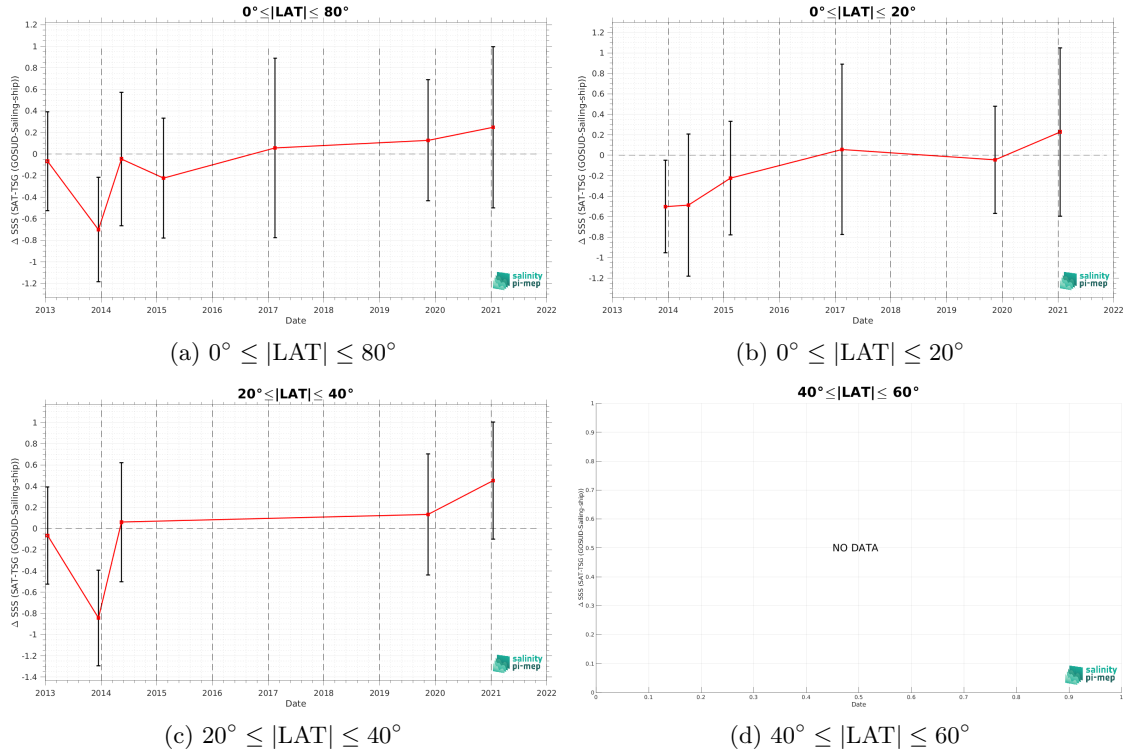 0°≤|LAT|≤ 80°
Δ SSS (SAT-TSG (GOSUD-Sailing-ship))
1.2
1
0.8
0.6
0.4
0.2
0
-0.2
-0.4
-0.6
-0.8
-1
-1.2
2013 2014 2015 2016 2017 2018 2019 2020 2021 2022
Date
salinity
pi-mep
(a) 0° ≤ |LAT| ≤ 80°
0°≤|LAT|≤ 20°
Δ SSS (SAT-TSG (GOSUD-Sailing-ship))
1.2
1
0.8
0.6
0.4
0.2
0
-0.2
-0.4
-0.6
-0.8
-1
-1.2
2013 2014 2015 2016 2017 2018 2019 2020 2021 2022
Date
salinity
pi-mep
(b) 0° ≤ |LAT| ≤ 20°
20°≤|LAT|≤ 40°
Δ SSS (SAT-TSG (GOSUD-Sailing-ship))
1
0.8
0.6
0.4
0.2
0
-0.2
-0.4
-0.6
-0.8
-1
-1.2
-1.4
2013 2014 2015 2016 2017 2018 2019 2020 2021 2022
Date
salinity
pi-mep
(c) 20° ≤ |LAT| ≤ 40°
40°≤|LAT|≤ 60°
Δ SSS (SAT-TSG (GOSUD-Sailing-ship))
1
0.9
0.8
0.7
0.6
0.5
0.4
0.3
0.2
0.1
0
NO DATA
0 0.1 0.2 0.3 0.4 0.5 0.6 0.7 0.8 0.9 1
Date
salinity
pi-mep
(d) 40° ≤ |LAT| ≤ 60°